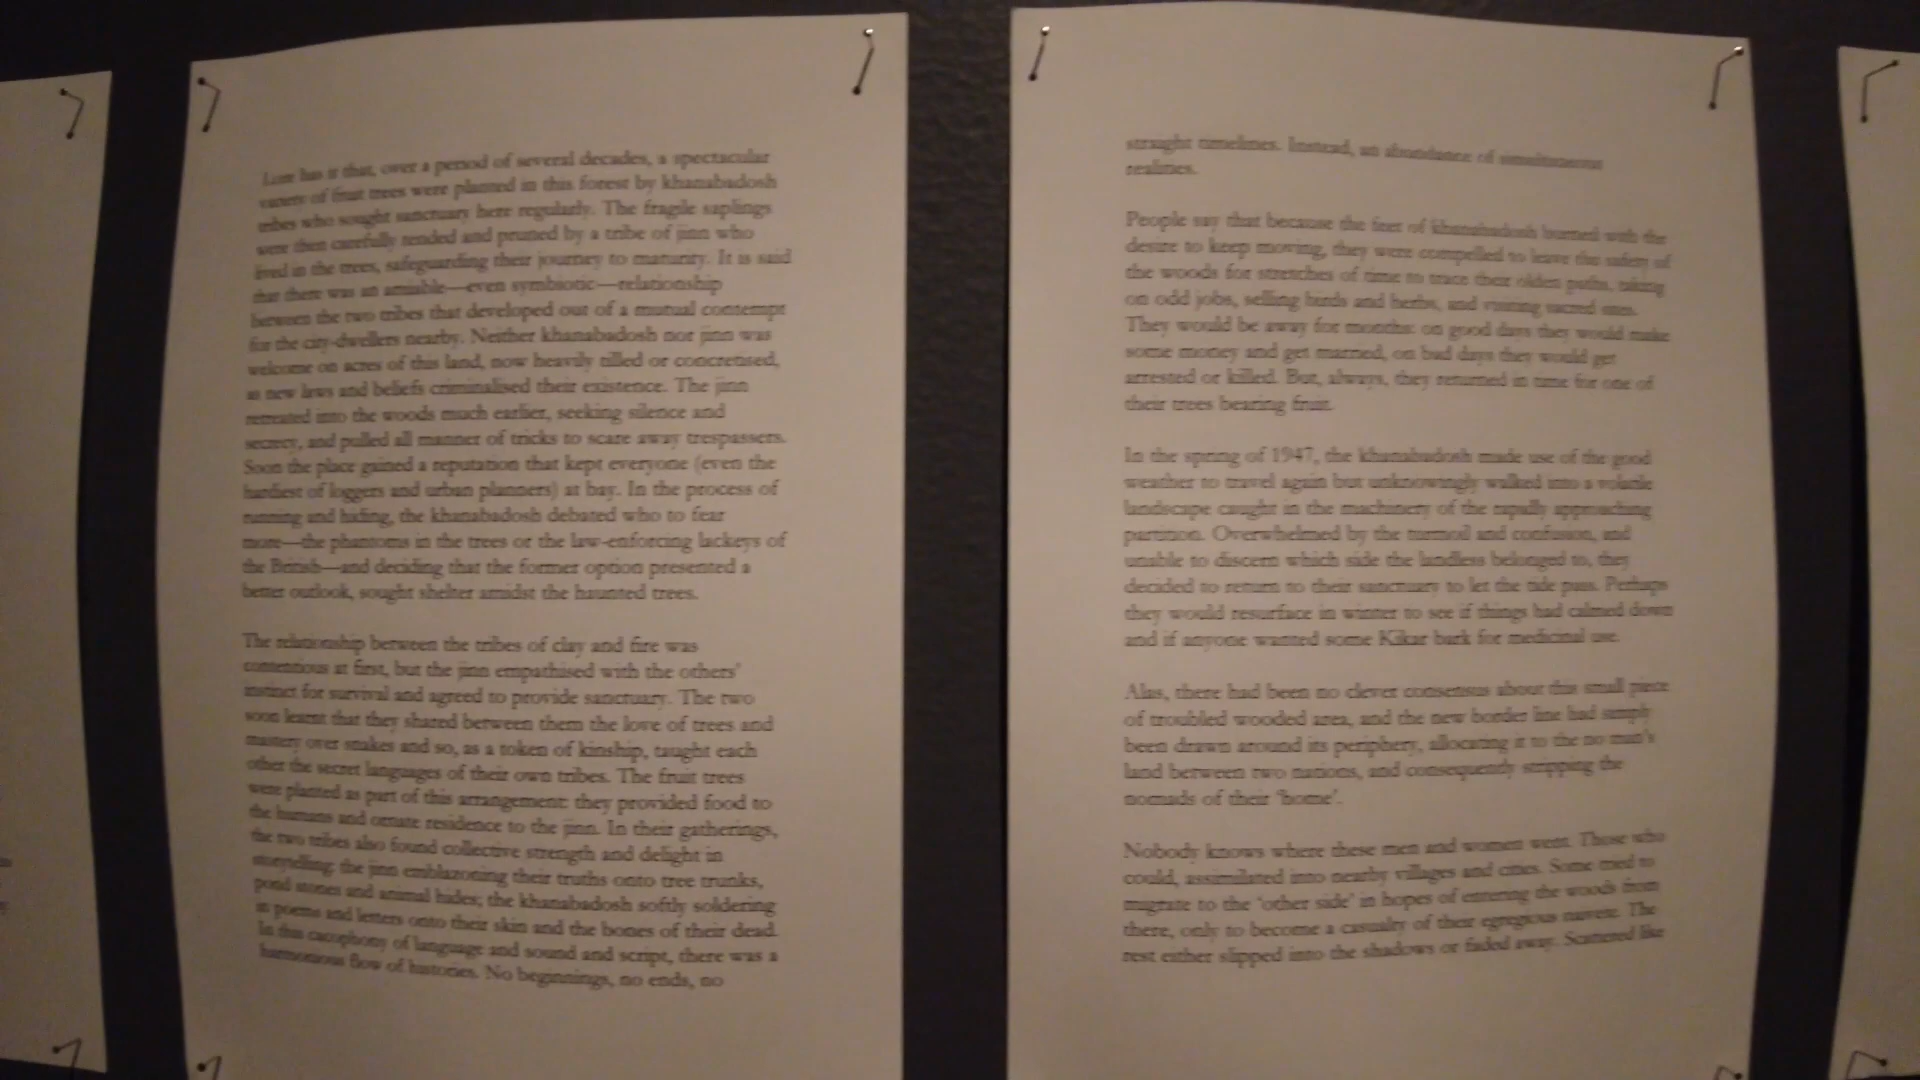 Lore has it that, over a period of several decades, a spectacular
variety of fruit trees were planted in this forest by khanabadosh
tribes who sought sanctuary here regularly. The fragile saplings
were then carefully tended and pruned by a tribe of jinn who
lived in the trees, safeguarding their journey to maturity. It is said
that there was an amiable—even symbiotic—relationship
between the two tribes that developed out of a mutual contempt
for the city-dwellers nearby. Neither khanabadosh nor jinn was
welcome on acres of this land, now heavily tilled or concretised,
as new laws and beliefs criminalised their existence. The jinn
retreated into the woods much earlier, seeking silence and
secrecy, and pulled all manner of tricks to scare away trespassers.
Soon the place gained a reputation that kept everyone (even the
hardiest of loggers and urban planners) at bay. In the process of
running and hiding, the khanabadosh debated who to fear
more—the phantoms in the trees or the law-enforcing lackeys of
the British—and deciding that the former option presented a
better outlook, sought shelter amidst the haunted trees.
The relationship between the tribes of clay and fire was
contentious at first, but the jinn empathised with the others'
instinct for survival and agreed to provide sanctuary. The two
soon learnt that they shared between them the love of trees and
mastery over snakes and so, as a token of kinship, taught each
other the secret languages of their own tribes. The fruit trees
were planted as part of this arrangement: they provided food to
the humans and ornate residence to the jinn. In their gatherings,
the two tribes also found collective strength and delight in
storytelling: the jinn emblazoning their truths onto tree trunks,
pond stones and animal hides; the khanabadosh softly soldering
in poems and letters onto their skin and the bones of their dead.
In this cacophony of language and sound and script, there was a
harmonious flow of histories. No beginnings, no ends, no
straight timelines. Instead, an abundance of simultaneous
realities.
People say that because the feet of khanabadosh burned with the
desire to keep moving, they were compelled to leave the safety of
the woods for stretches of time to trace their olden paths, taking
on odd jobs, selling birds and herbs, and visiting sacred sites.
They would be away for months: on good days they would make
some money and get married, on bad days they would get
arrested or killed. But, always, they returned in time for one of
their trees bearing fruit.
In the spring of 1947, the khanabadosh made use of the good
weather to travel again but unknowingly walked into a volatile
landscape caught in the machinery of the rapidly approaching
partition. Overwhelmed by the turmoil and confusion, and
unable to discern which side the landless belonged to, they
decided to return to their sanctuary to let the tide pass. Perhaps
they would resurface in winter to see if things had calmed down
and if anyone wanted some Kikar bark for medicinal use.
Alas, there had been no clever consensus about this small piece
of troubled wooded area, and the new border line had simply
been drawn around its periphery, allocating it to the no man's
land between two nations, and consequently stripping the
nomads of their 'home'.
Nobody knows where these men and women went. Those who
could, assimilated into nearby villages and cities. Some tried to
migrate to the 'other side' in hopes of entering the woods from
there, only to become a casualty of their egregious naivete. The
rest either slipped into the shadows or faded away. Scattered like